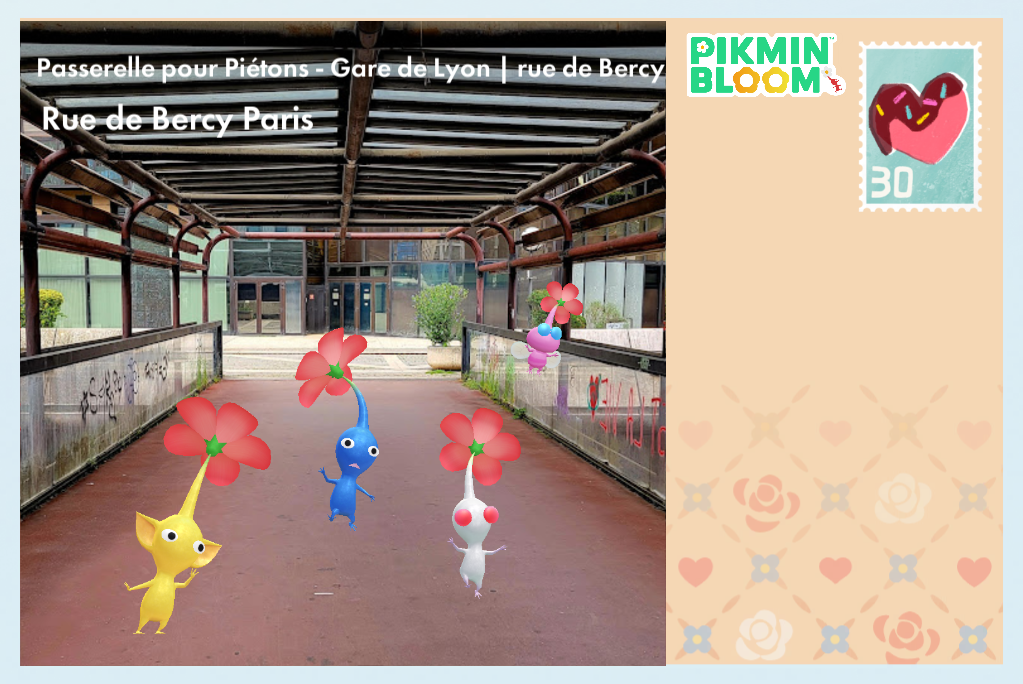 Passerelle pour Piétons - Gare de Lyon | rue de Bercy
Rue de Bercy Paris
PIKMIN
BLOOM
30